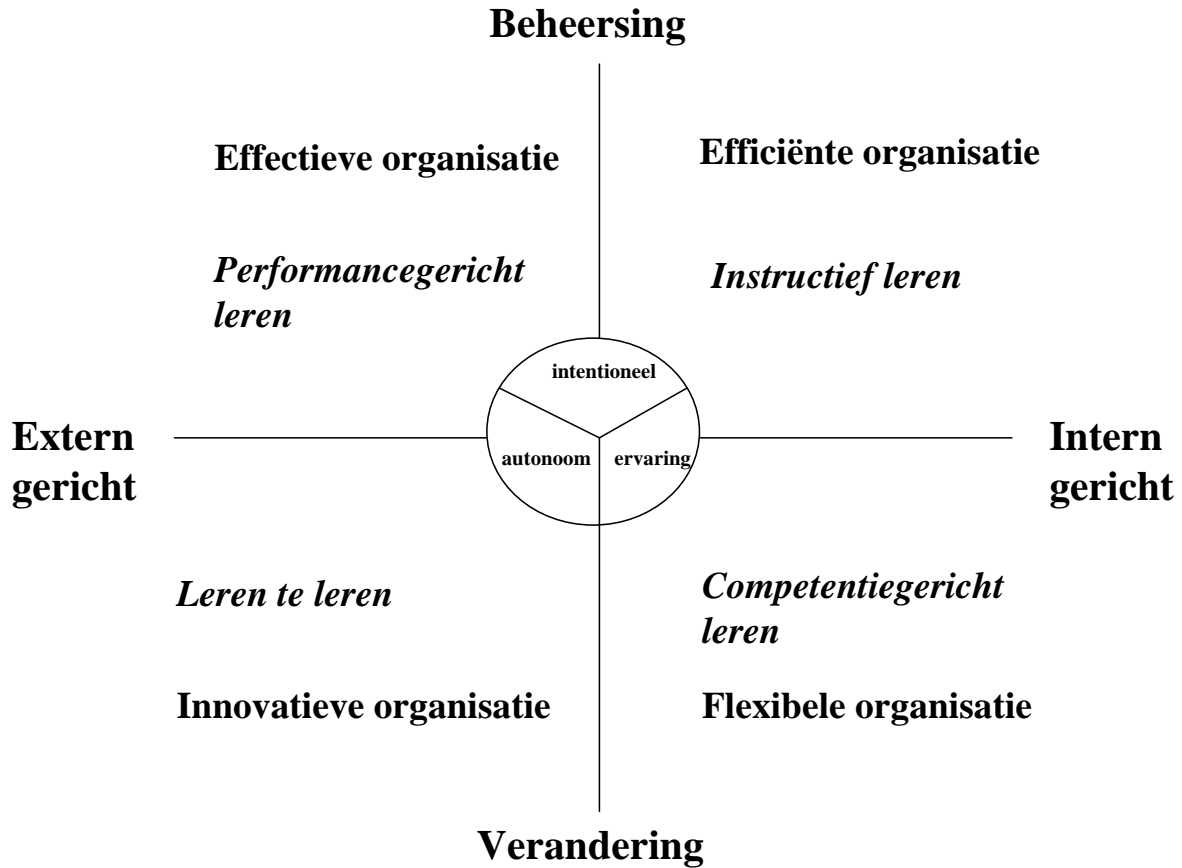 Beheersing
Effectieve organisatie
Efficiënte organisatie
Performancegericht
leren
Instructief leren
intentioneel
Extern
gericht
autonoom
ervaring
Intern
gericht
Leren te leren
Competentiegericht
leren
Innovatieve organisatie
Flexibele organisatie
Verandering